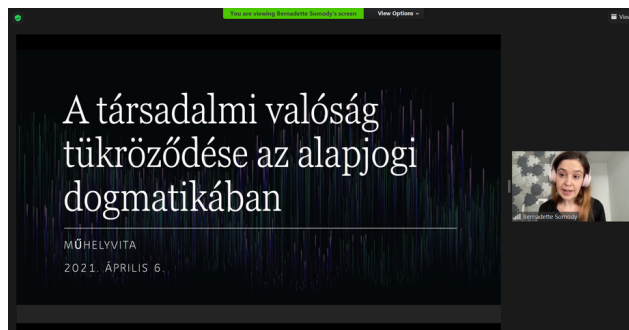 You are viewing Bernadette Somody's screen
View Options
View
A társadalmi valóság
tükröződése az alapjogi
dogmatikában
MŰHELYVITA
2021. ÁPRILIS 6.
Bernadette Somody